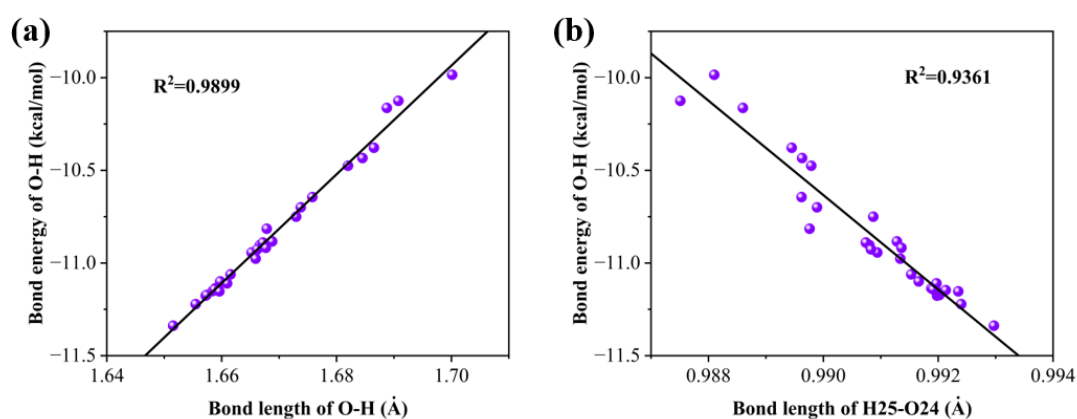 (a)
R²=0.9899
Bond energy of O-H (kcal/mol)
−10.0
−10.5
−11.0
−11.5
1.64
1.66
1.68
1.70
Bond length of O-H (Å)
(b)
R²=0.9361
Bond energy of O-H (kcal/mol)
−10.0
−10.5
−11.0
−11.5
0.988
0.990
0.992
0.994
Bond length of H25-O24 (Å)